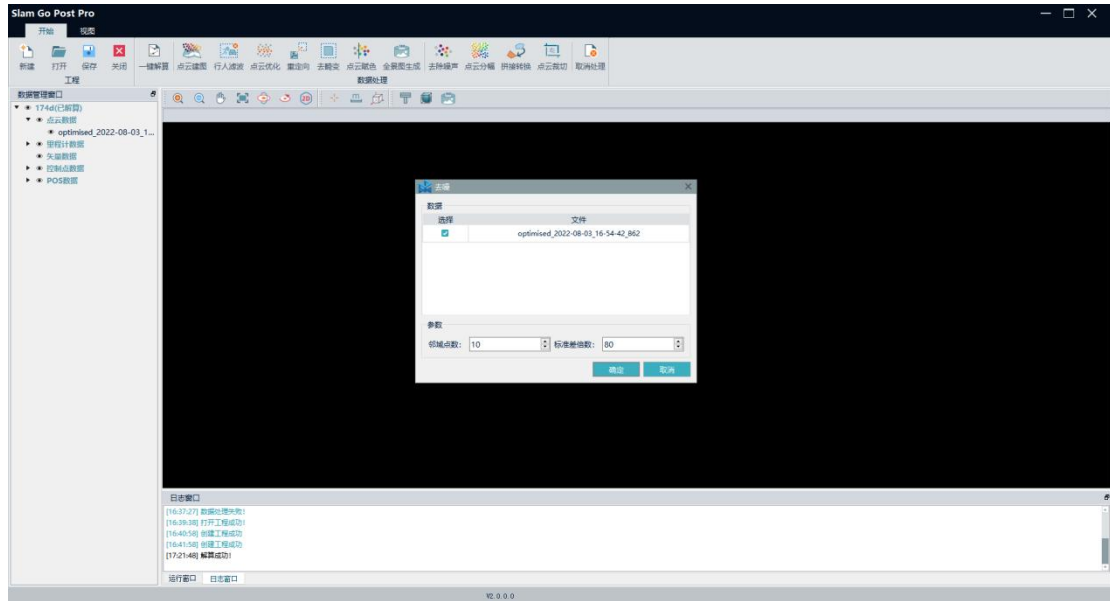 Slam Go Post Pro
开始 视图
新建 打开 保存 关闭 一键解算 点云建图 行人滤波 点云优化 重定向 去畸变 点云赋色 全景图生成 去除噪声 点云分幅 拼接转换 点云裁切 取消处理
工程 数据处理
数据管理窗口
174d(已解算)
点云数据
optimised_2022-08-03_1...
里程计数据
矢量数据
控制点数据
POS数据
2D
去噪
数据
选择 文件
optimised_2022-08-03_16-54-42_862
参数
邻域点数: 10 标准差倍数: 80
确定 取消
日志窗口
[16:37:27] 数据处理失败!
[16:39:38] 打开工程成功!
[16:40:58] 创建工程成功
[16:41:58] 创建工程成功
[17:21:48] 解算成功!
运行窗口 日志窗口
V2.0.0.0